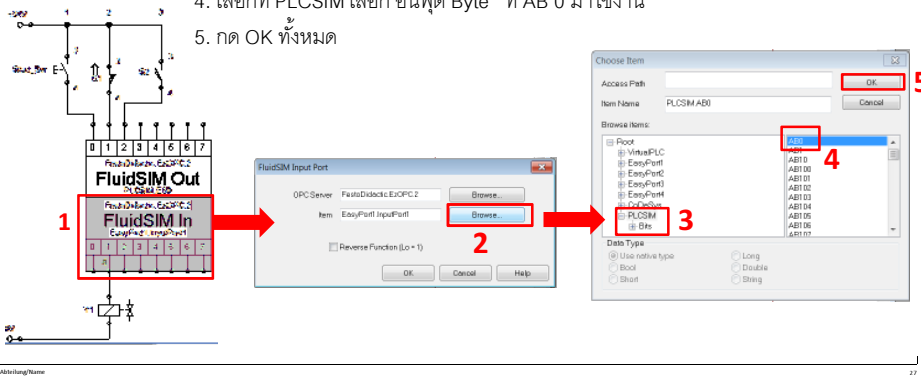 4. เลือกที่ PLCSIM เลือก อินพุต Byte ที่ AB 0 มาใช้งาน
5. กด OK ทั้งหมด
1 2 3
0 1 2 3 4 5 6 7
FluidSIM Out
FluidSIM In
0 1 2 3 4 5 6 7
1
FluidSIM Input Port
OPC Server FestoDidactic.EzOPC.2 Browse...
Item EasyPort1.InputPort1 Browse...
2
Reverse Function (Lo = 1)
OK Cancel Help
Choose Item
Access Path OK
5
Item Name PLCSIM.AB0 Cancel
Browse items:
Root AB0
VirtualPLC AB1
EasyPort1 AB10
EasyPort2 AB100
EasyPort3 AB101
EasyPort4 AB102
CoDeSys AB103
PLCSIM AB104
Bits AB105
AB106
AB107
3
4
Data Type
Use native type Long
Bool Double
Short String
Abteilung/Name
27